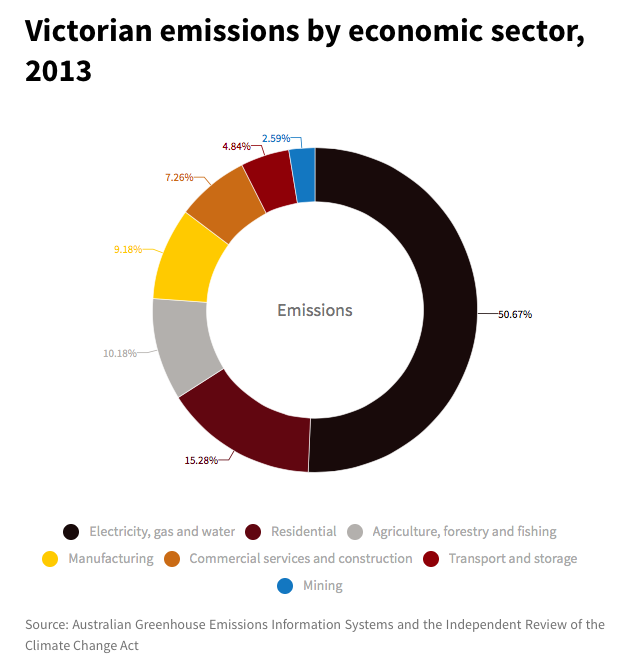 Victorian emissions by economic sector,
2013
2.59%
4.84%
7.26%
9.18%
Emissions
50.67%
10.18%
15.28%
Electricity, gas and water
Residential
Agriculture, forestry and fishing
Manufacturing
Commercial services and construction
Transport and storage
Mining
Source: Australian Greenhouse Emissions Information Systems and the Independent Review of the
Climate Change Act